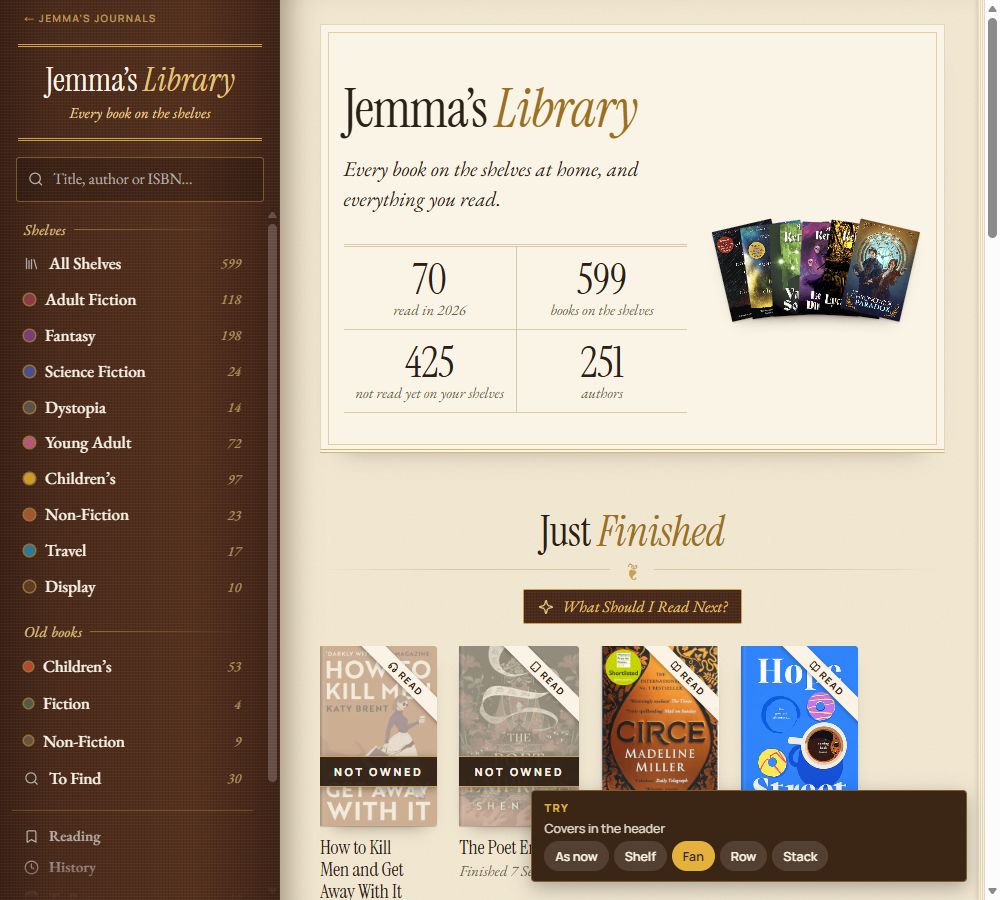 ← JEMMA'S JOURNALS
Jemma's Library
Every book on the shelves
Title, author or ISBN...
Shelves
All Shelves 599
Adult Fiction 118
Fantasy 198
Science Fiction 24
Dystopia 14
Young Adult 72
Children's 97
Non-Fiction 23
Travel 17
Display 10
Old books
Children's 53
Fiction 4
Non-Fiction 9
To Find 30
Reading
History
Jemma's Library
Every book on the shelves at home, and
everything you read.
70
read in 2026
599
books on the shelves
425
not read yet on your shelves
251
authors
PARADOX
Just Finished
What Should I Read Next?
HOW TO
KILL
KATY BRENT
GET AWAY
WITH IT
READ
NOT OWNED
THE
SHEN
READ
NOT OWNED
Shortlisted
CIRCE
MADELINE
MILLER
READ
Hope
Street
READ
How to Kill
Men and Get
Away With It
The Poet
Finished 7
TRY
Covers in the header
As now
Shelf
Fan
Row
Stack